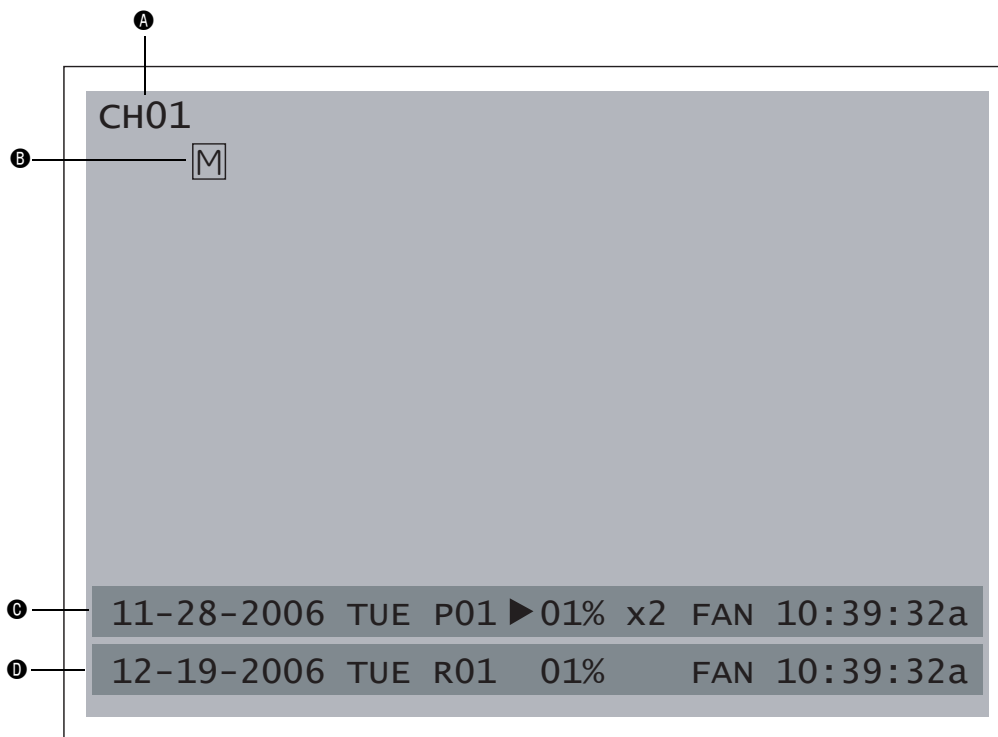 A
CH01
B M
C 11-28-2006 TUE P01 ▶ 01% x2 FAN 10:39:32a
D 12-19-2006 TUE R01 01% FAN 10:39:32a